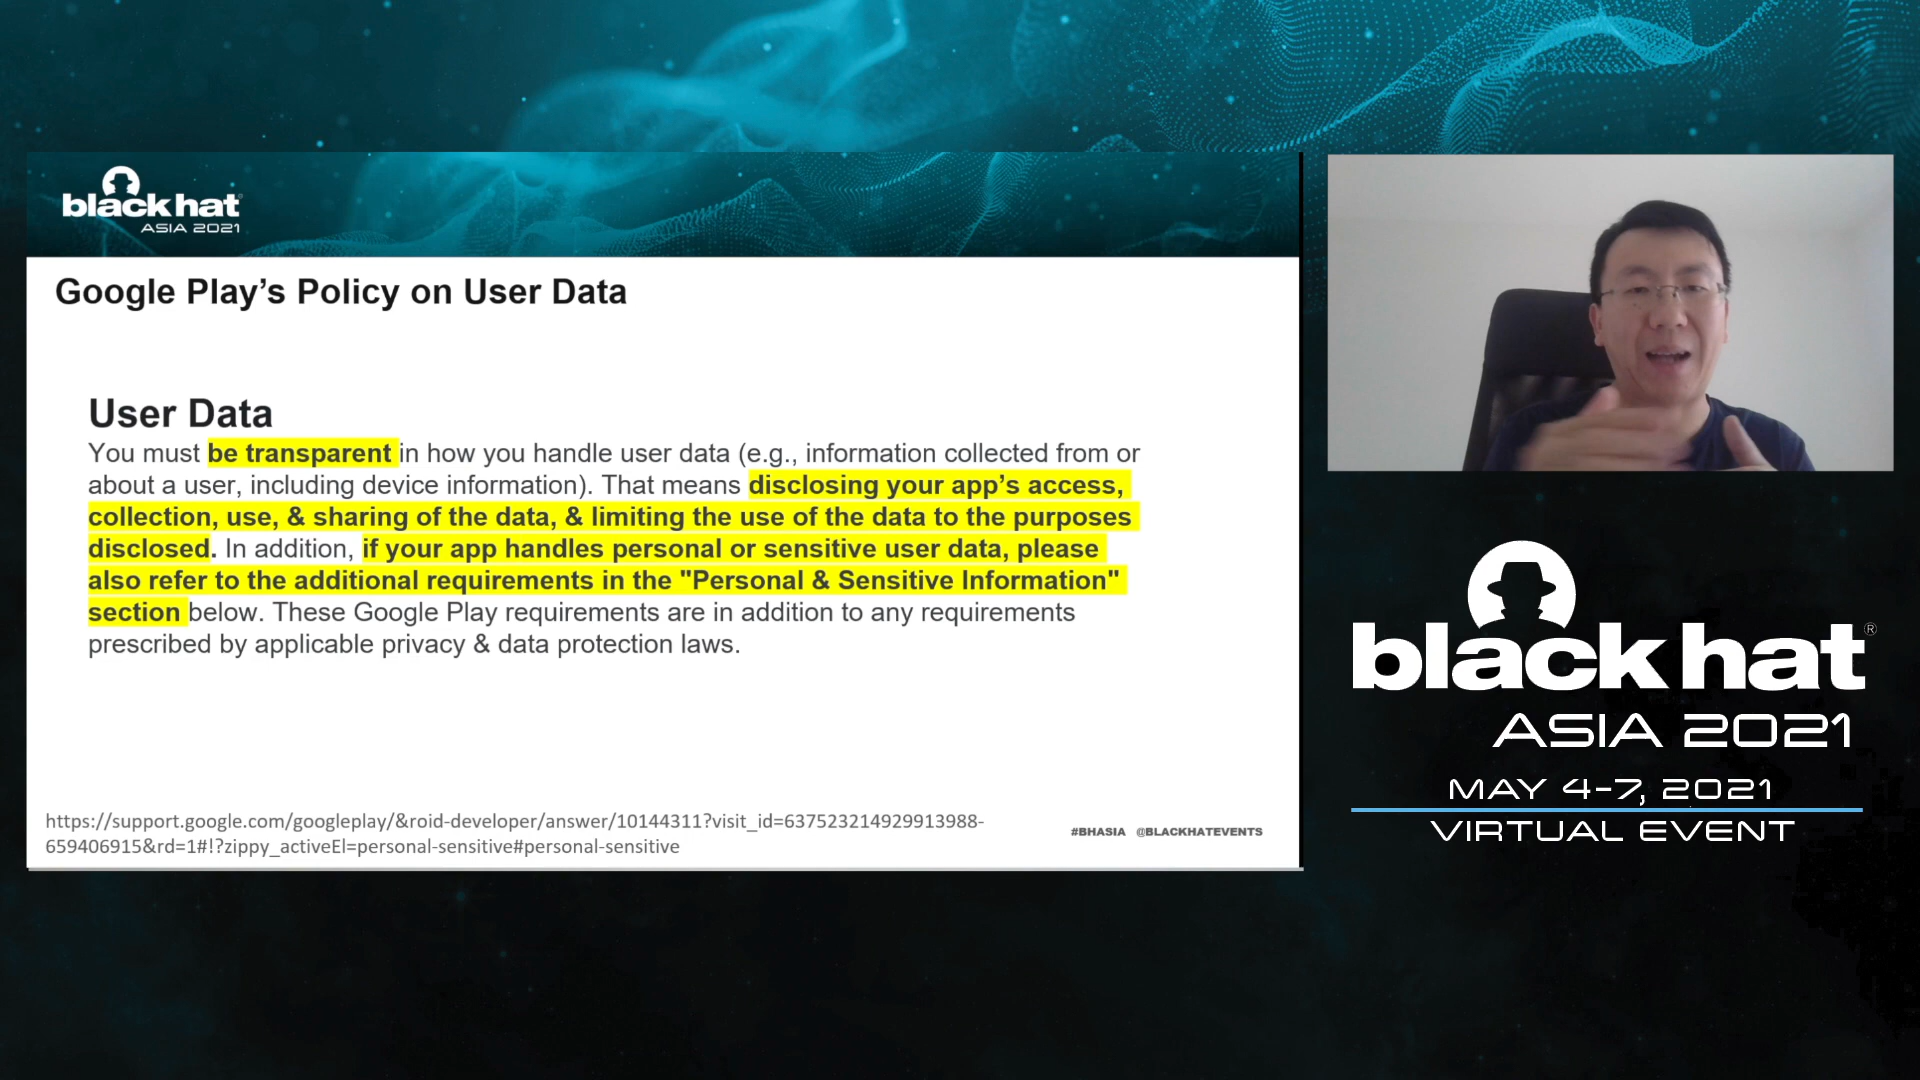 black hat
ASIA 2021
Google Play’s Policy on User Data
User Data
You must be transparent in how you handle user data (e.g., information collected from or
about a user, including device information). That means disclosing your app’s access,
collection, use, & sharing of the data, & limiting the use of the data to the purposes
disclosed. In addition, if your app handles personal or sensitive user data, please
also refer to the additional requirements in the "Personal & Sensitive Information"
section below. These Google Play requirements are in addition to any requirements
prescribed by applicable privacy & data protection laws.
https://support.google.com/googleplay/&roid-developer/answer/10144311?visit_id=637523214929913988-
659406915&rd=1#!?zippy_activeEl=personal-sensitive#personal-sensitive
#BHASIA @BLACKHATEVENTS
black hat®
ASIA 2021
MAY 4-7, 2021
VIRTUAL EVENT